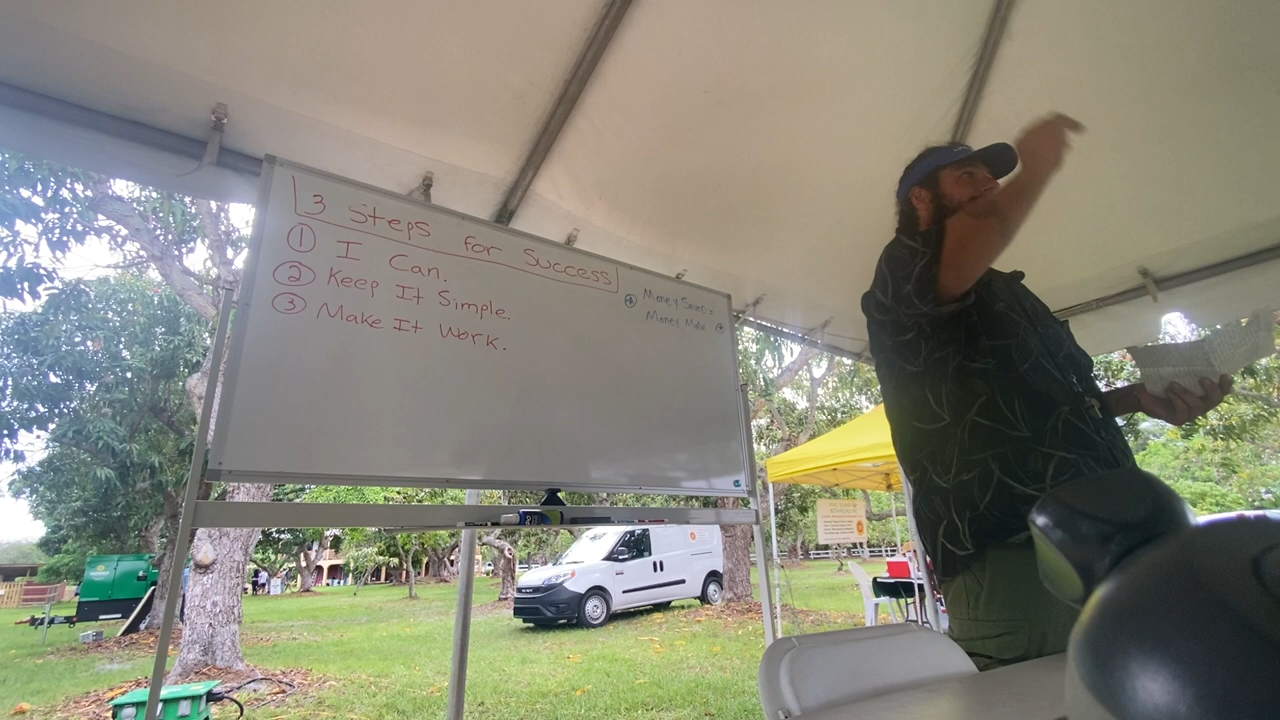 3 Steps for Success
1 I Can.
2 Keep It Simple.
3 Make It Work.
Money Saved =
Money Made